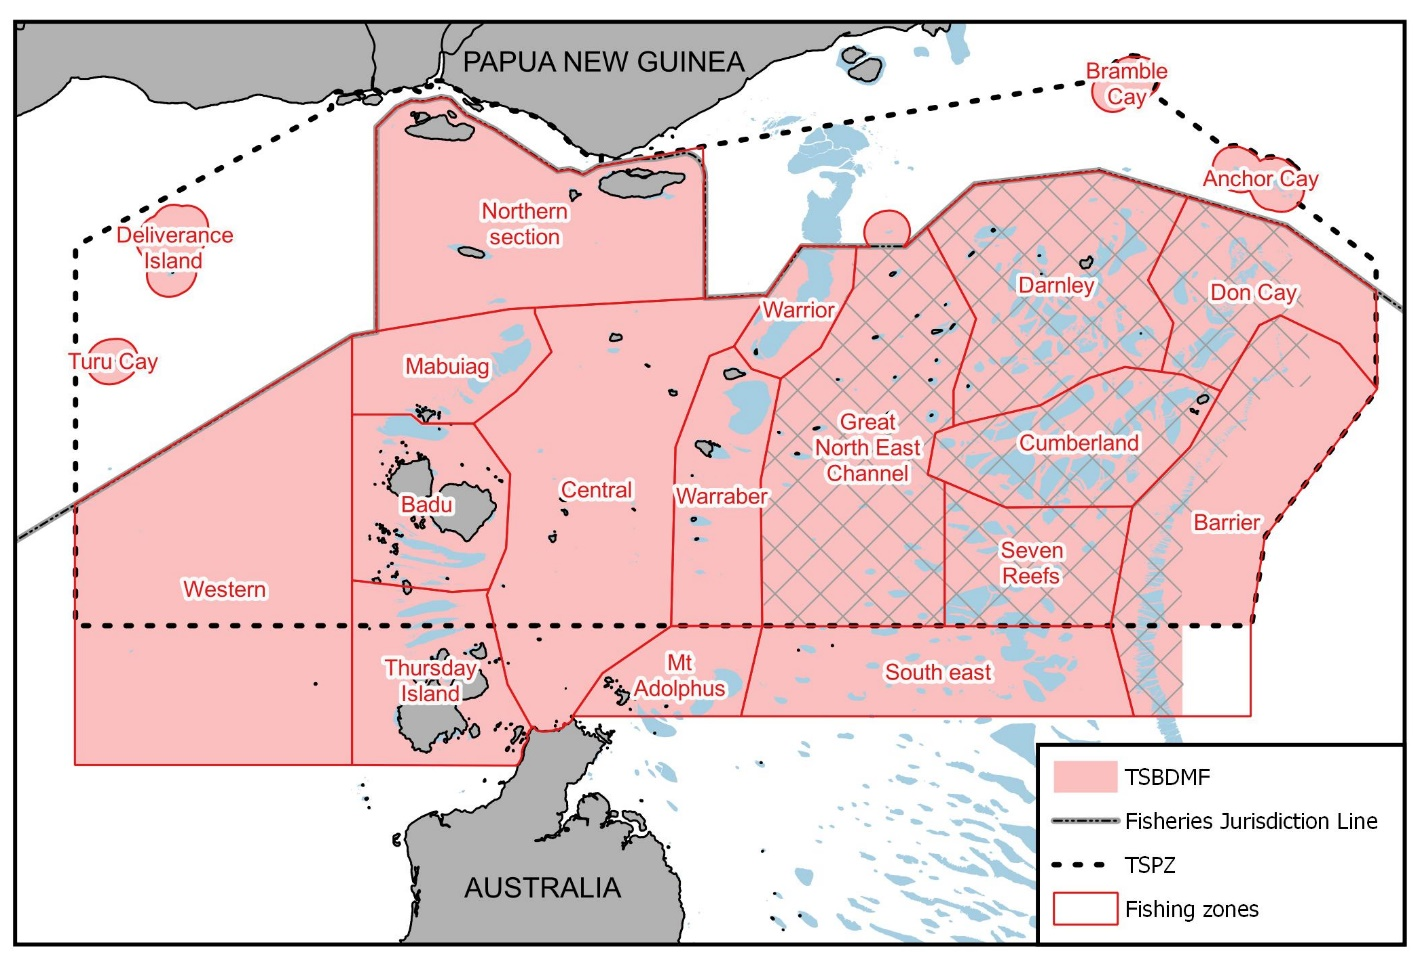 PAPUA NEW GUINEA
Bramble
Cay
Anchor Cay
Deliverance
Island
Northern
section
Darnley
Don Cay
Warrior
Turu Cay
Mabuiag
Great
North East
Channel
Cumberland
Central
Warraber
Badu
Barrier
Seven
Reefs
Western
Thursday
Island
Mt
Adolphus
South east
AUSTRALIA
TSBDMF
Fisheries Jurisdiction Line
TSPZ
Fishing zones